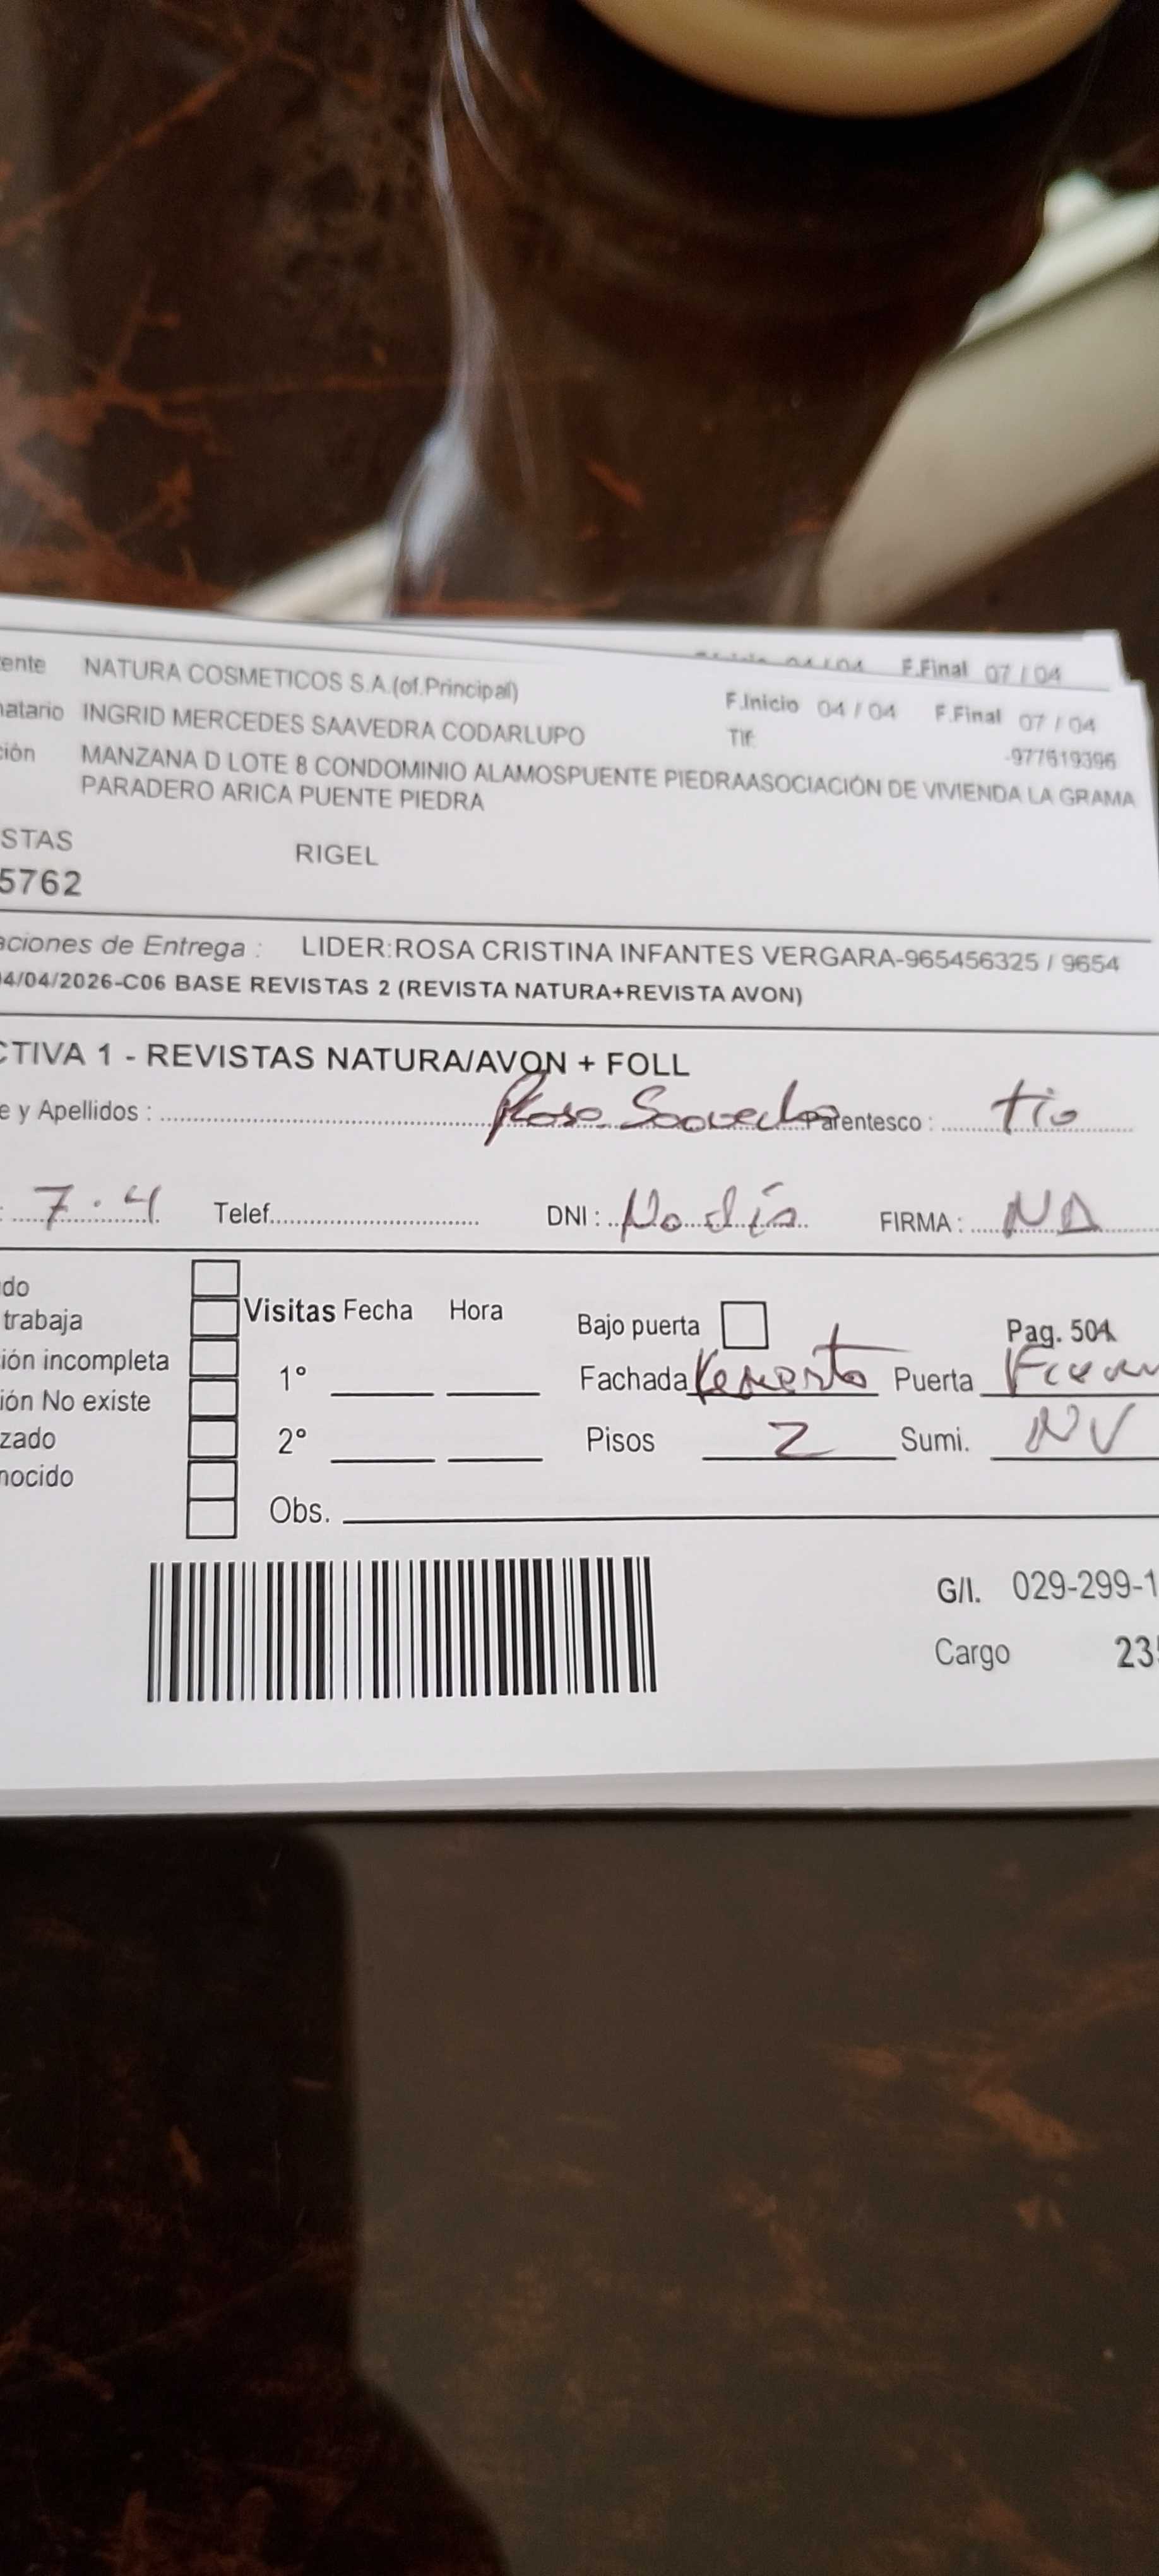 F.Final 07 / 04
ente NATURA COSMETICOS S.A.(of.Principal) F.Inicio 04 / 04 F.Final 07 / 04
natario INGRID MERCEDES SAAVEDRA CODARLUPO Tlf: -977619396
ción MANZANA D LOTE 8 CONDOMINIO ALAMOSPUENTE PIEDRAASOCIACIÓN DE VIVIENDA LA GRAMA
PARADERO ARICA PUENTE PIEDRA
STAS RIGEL
5762
aciones de Entrega : LIDER:ROSA CRISTINA INFANTES VERGARA-965456325 / 9654
04/04/2026-C06 BASE REVISTAS 2 (REVISTA NATURA+REVISTA AVON)
CTIVA 1 - REVISTAS NATURA/AVON + FOLL
e y Apellidos : Rosa Saavedra Parentesco : tia
: 7.4 Telef. DNI : No dio FIRMA : ND
do
trabaja Visitas Fecha Hora Bajo puerta Pag. 504
ión incompleta 1° Fachada Puerta
ión No existe
zado 2° Pisos 2 Sumi. NV
nocido
Obs.
G/I. 029-299-1
Cargo 23